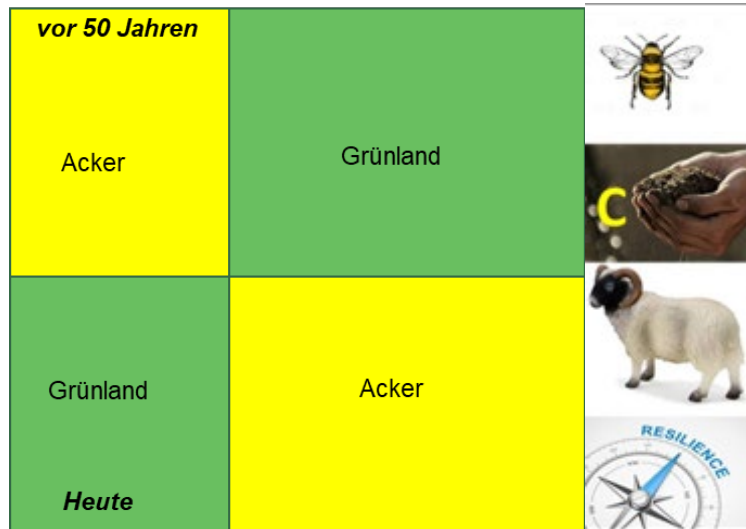 vor 50 Jahren
Acker
Grünland
C
Grünland
Acker
Heute
RESILIENCE